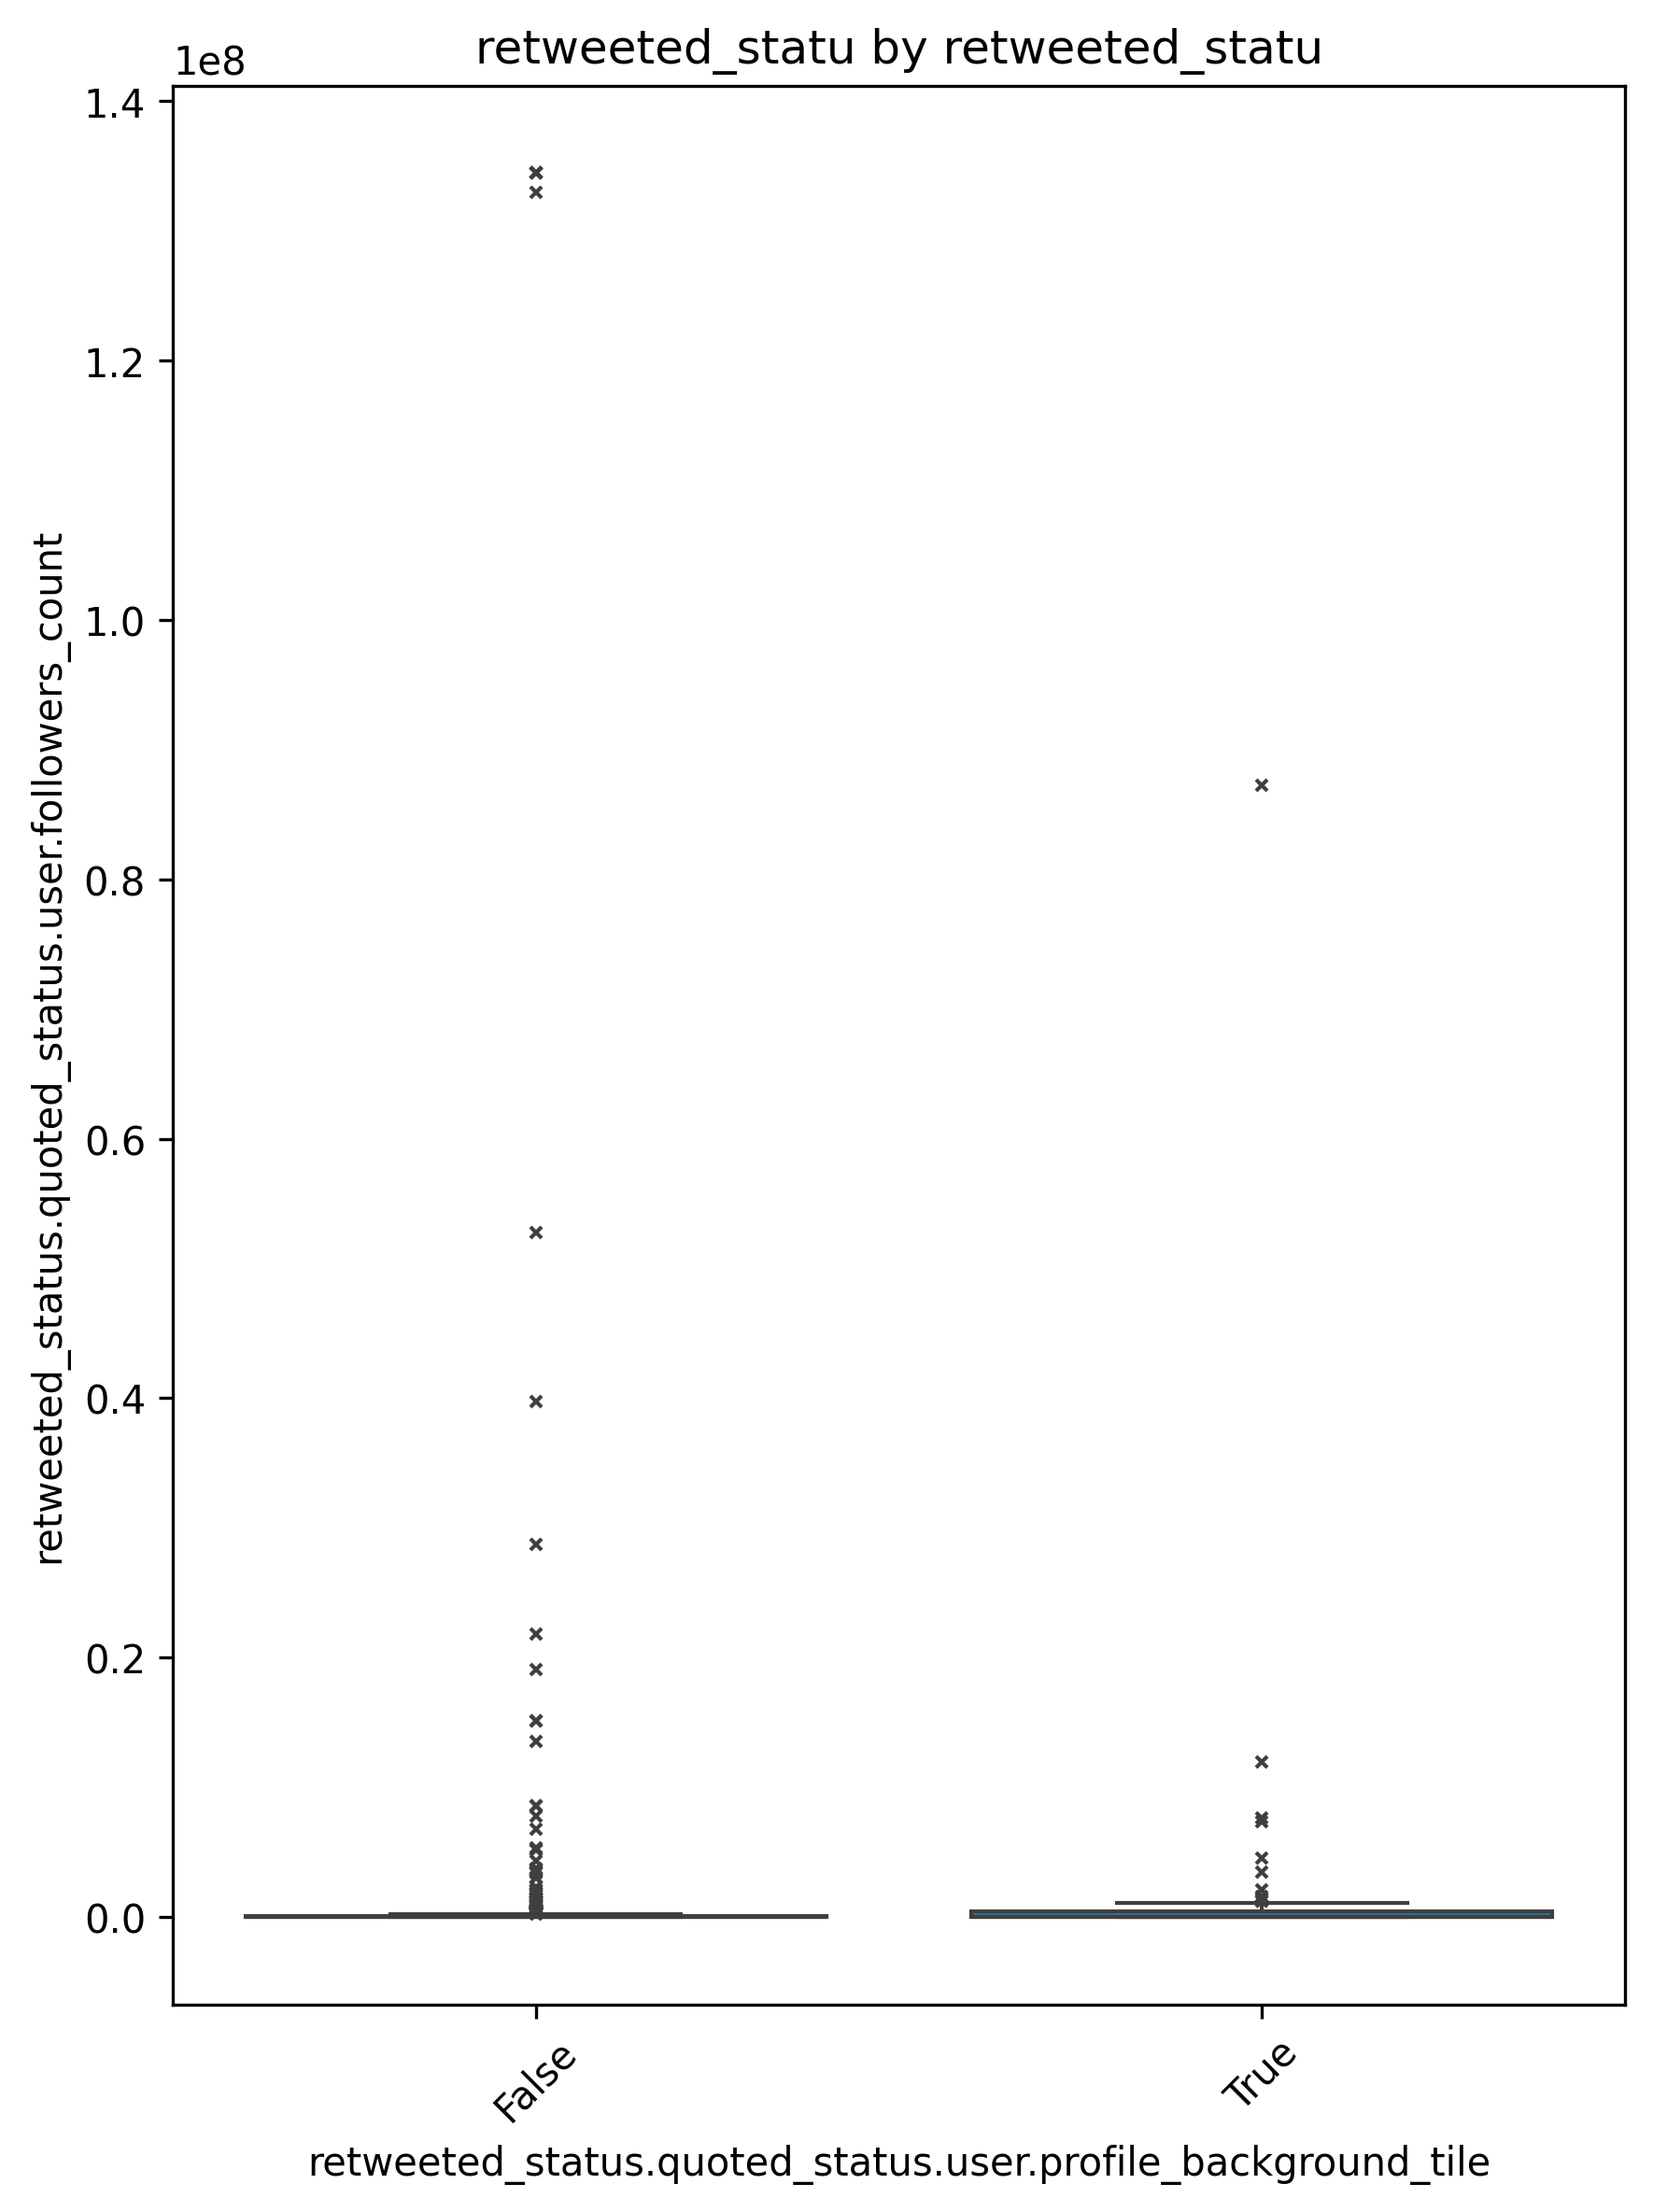 retweeted_statu by retweeted_statu
1e8
1.4
1.2
1.0
0.8
0.6
0.4
0.2
0.0
retweeted_status.quoted_status.user.followers_count
False
True
retweeted_status.quoted_status.user.profile_background_tile